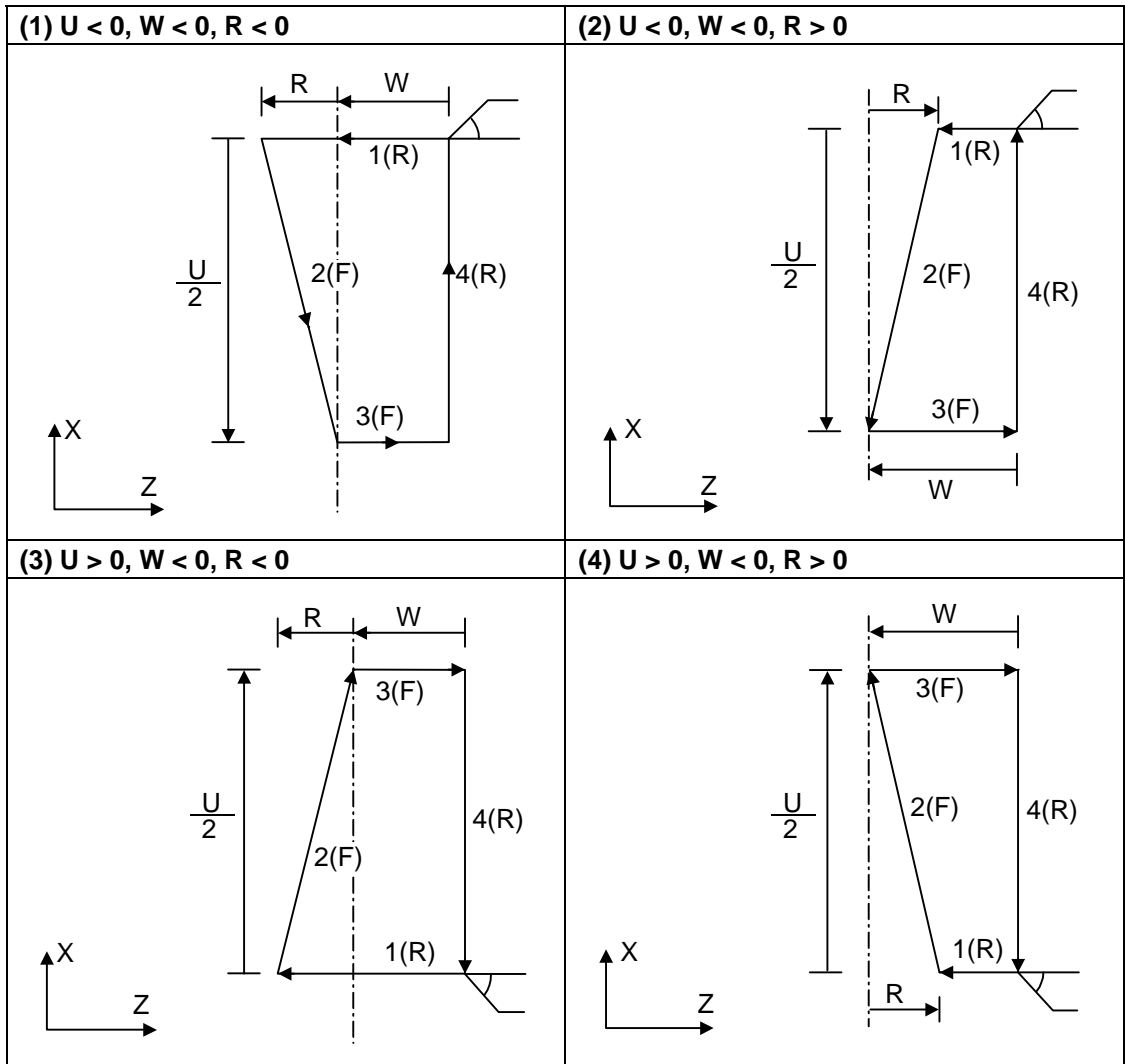 (1) U < 0, W < 0, R < 0
R
W
1(R)
U
2
2(F)
4(R)
3(F)
X
Z
(2) U < 0, W < 0, R > 0
R
1(R)
U
2
2(F)
4(R)
3(F)
X
Z
W
(3) U > 0, W < 0, R < 0
R
W
3(F)
U
2
4(R)
2(F)
1(R)
X
Z
(4) U > 0, W < 0, R > 0
W
3(F)
U
2
2(F)
4(R)
1(R)
X
R
Z